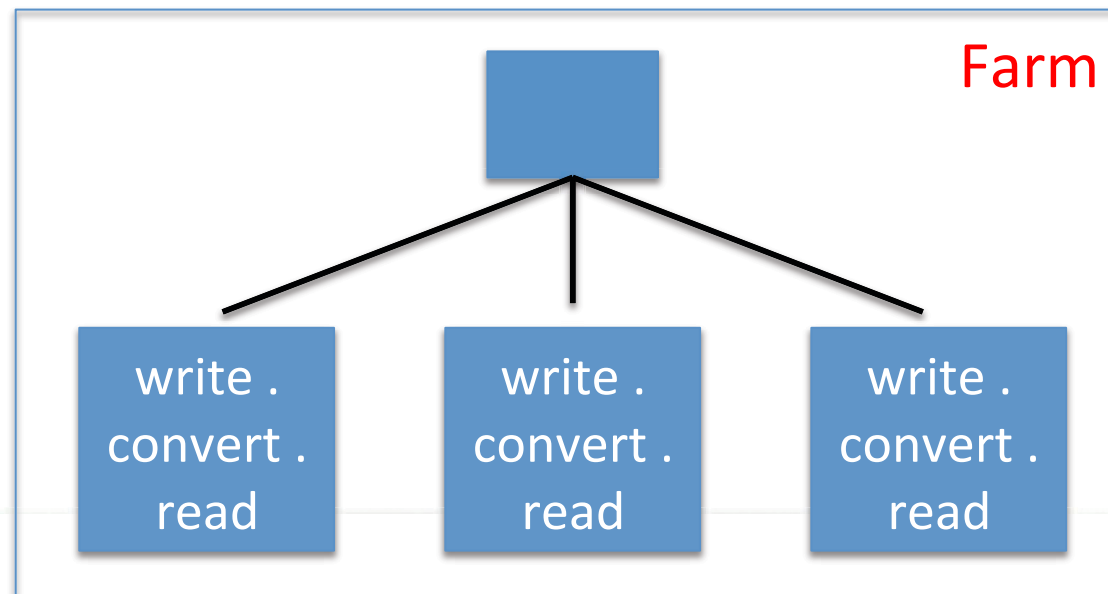 Farm
write .
convert .
read
write .
convert .
read
write .
convert .
read